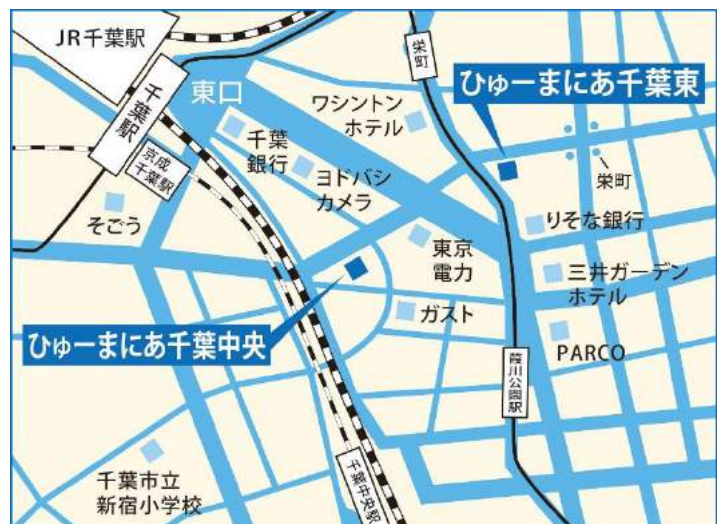 JR千葉駅
千葉駅
京成
千葉駅
東口
千葉
銀行
ヨドバシ
カメラ
ワシントン
ホテル
栄町
ひゅーまにあ千葉東
栄町
りそな銀行
三井ガーデン
ホテル
PARCO
東京
電力
ガスト
葭川公園駅
そごう
ひゅーまにあ千葉中央
千葉中央駅
千葉市立
新宿小学校